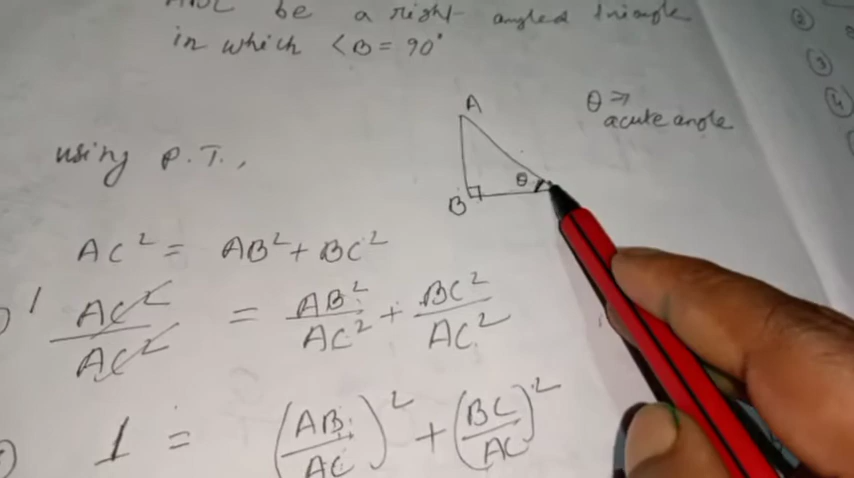 be a right angled triangle
in which <B = 90°
A
θ ⇒
acute angle
using P.T.,
θ
B
AC² = AB² + BC²
1 AC²/AC² = AB²/AC² + BC²/AC²
1 = (AB/AC)² + (BC/AC)²